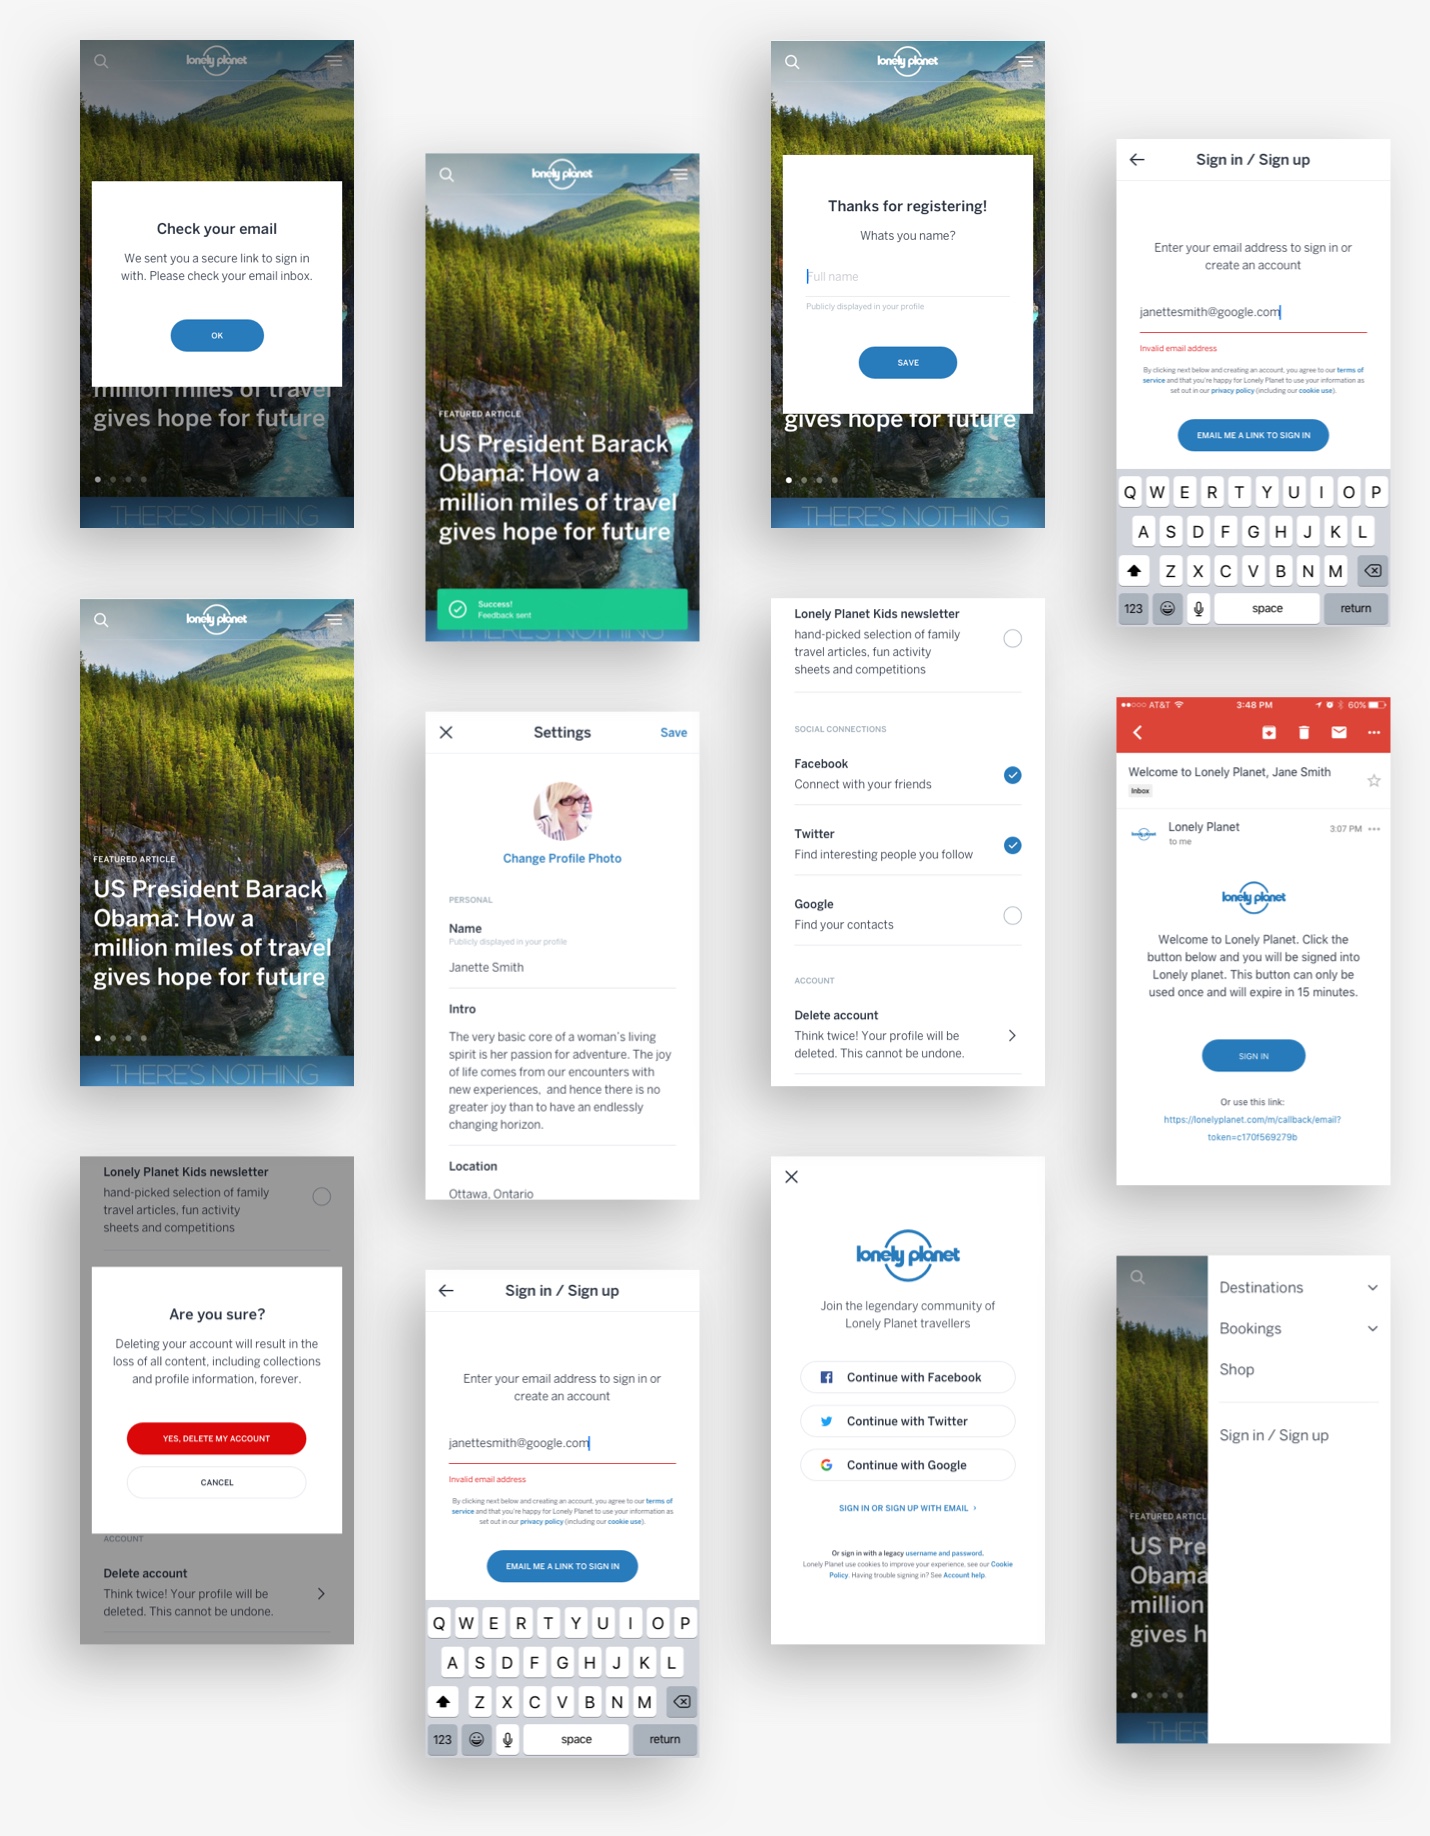 lonely planet
Check your email
We sent you a secure link to sign in
with. Please check your email inbox.
OK
million miles of travel
gives hope for future
THERE'S NOTHING
lonely planet
FEATURED ARTICLE
US President Barack
Obama: How a
million miles of travel
gives hope for future
THERE'S NOTHING
Lonely Planet Kids newsletter
hand-picked selection of family
travel articles, fun activity
sheets and competitions
Are you sure?
Deleting your account will result in the
loss of all content, including collections
and profile information, forever.
YES, DELETE MY ACCOUNT
CANCEL
ACCOUNT
Delete account
Think twice! Your profile will be
deleted. This cannot be undone.
lonely planet
FEATURED ARTICLE
US President Barack
Obama: How a
million miles of travel
gives hope for future
Success!
Feedback sent
THERE'S NOTHING
Settings
Save
Change Profile Photo
PERSONAL
Name
Publicly displayed in your profile
Janette Smith
Intro
The very basic core of a woman's living
spirit is her passion for adventure. The joy
of life comes from our encounters with
new experiences, and hence there is no
greater joy than to have an endlessly
changing horizon.
Location
Ottawa, Ontario
Sign in / Sign up
Enter your email address to sign in or
create an account
janettesmith@google.com
Invalid email address
By clicking next below and creating an account, you agree to our terms of
service and that you're happy for Lonely Planet to use your information as
set out in our privacy policy (including our cookie use).
EMAIL ME A LINK TO SIGN IN
Q W E R T Y U I O P
A S D F G H J K L
Z X C V B N M
123 space return
lonely planet
Thanks for registering!
Whats you name?
Full name
Publicly displayed in your profile
SAVE
gives hope for future
THERE'S NOTHING
Lonely Planet Kids newsletter
hand-picked selection of family
travel articles, fun activity
sheets and competitions
SOCIAL CONNECTIONS
Facebook
Connect with your friends
Twitter
Find interesting people you follow
Google
Find your contacts
ACCOUNT
Delete account
Think twice! Your profile will be
deleted. This cannot be undone.
lonely planet
Join the legendary community of
Lonely Planet travellers
Continue with Facebook
Continue with Twitter
Continue with Google
SIGN IN OR SIGN UP WITH EMAIL
Or sign in with a legacy username and password.
Lonely Planet use cookies to improve your experience, see our Cookie
Policy. Having trouble signing in? See Account help.
Sign in / Sign up
Enter your email address to sign in or
create an account
janettesmith@google.com
Invalid email address
By clicking next below and creating an account, you agree to our terms of
service and that you're happy for Lonely Planet to use your information as
set out in our privacy policy (including our cookie use).
EMAIL ME A LINK TO SIGN IN
Q W E R T Y U I O P
A S D F G H J K L
Z X C V B N M
123 space return
AT&T 3:48 PM 60%
Welcome to Lonely Planet, Jane Smith
Inbox
Lonely Planet 3:07 PM
to me
lonely planet
Welcome to Lonely Planet. Click the
button below and you will be signed into
Lonely planet. This button can only be
used once and will expire in 15 minutes.
SIGN IN
Or use this link:
https://lonelyplanet.com/m/callback/email?
token=c170f569279b
Destinations
Bookings
Shop
Sign in / Sign up
FEATURED ARTICL
US Pre
Obama
million
gives h
THER